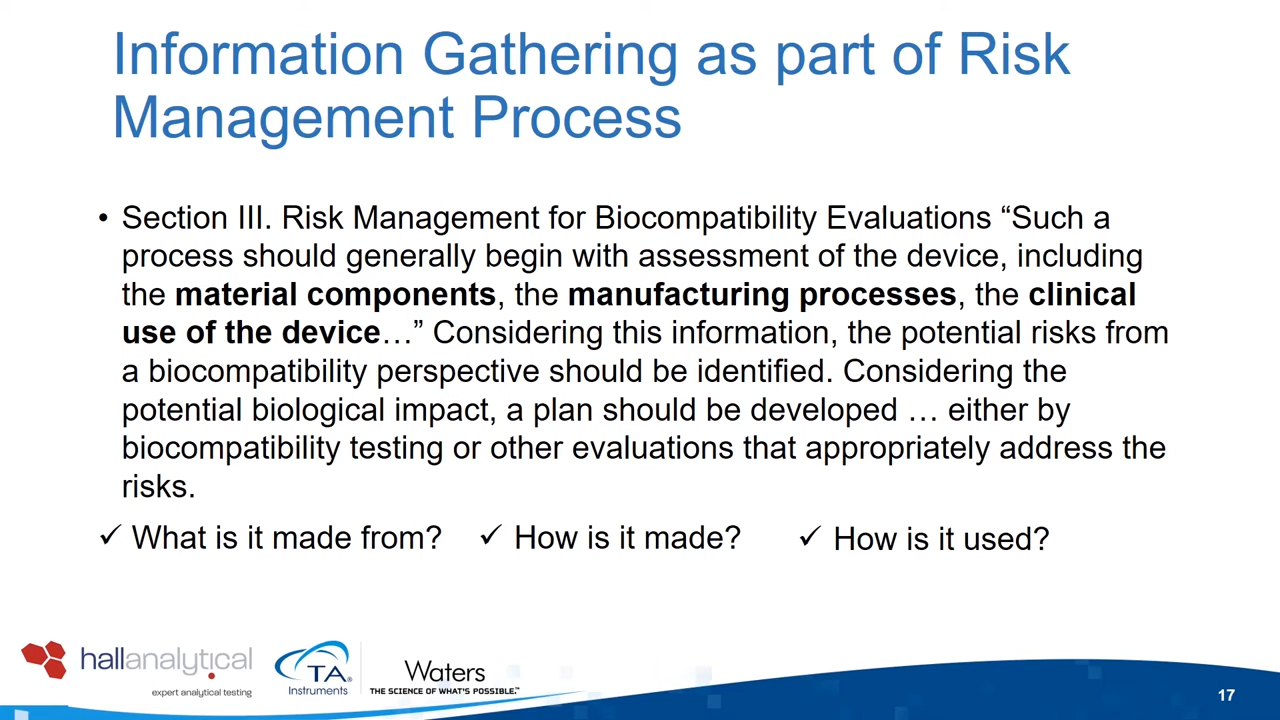 Information Gathering as part of Risk
Management Process
• Section III. Risk Management for Biocompatibility Evaluations “Such a
process should generally begin with assessment of the device, including
the material components, the manufacturing processes, the clinical
use of the device…” Considering this information, the potential risks from
a biocompatibility perspective should be identified. Considering the
potential biological impact, a plan should be developed … either by
biocompatibility testing or other evaluations that appropriately address the
risks.
✓ What is it made from? ✓ How is it made? ✓ How is it used?
hallanalytical
expert analytical testing
TA®
Instruments
Waters
THE SCIENCE OF WHAT'S POSSIBLE.™
17